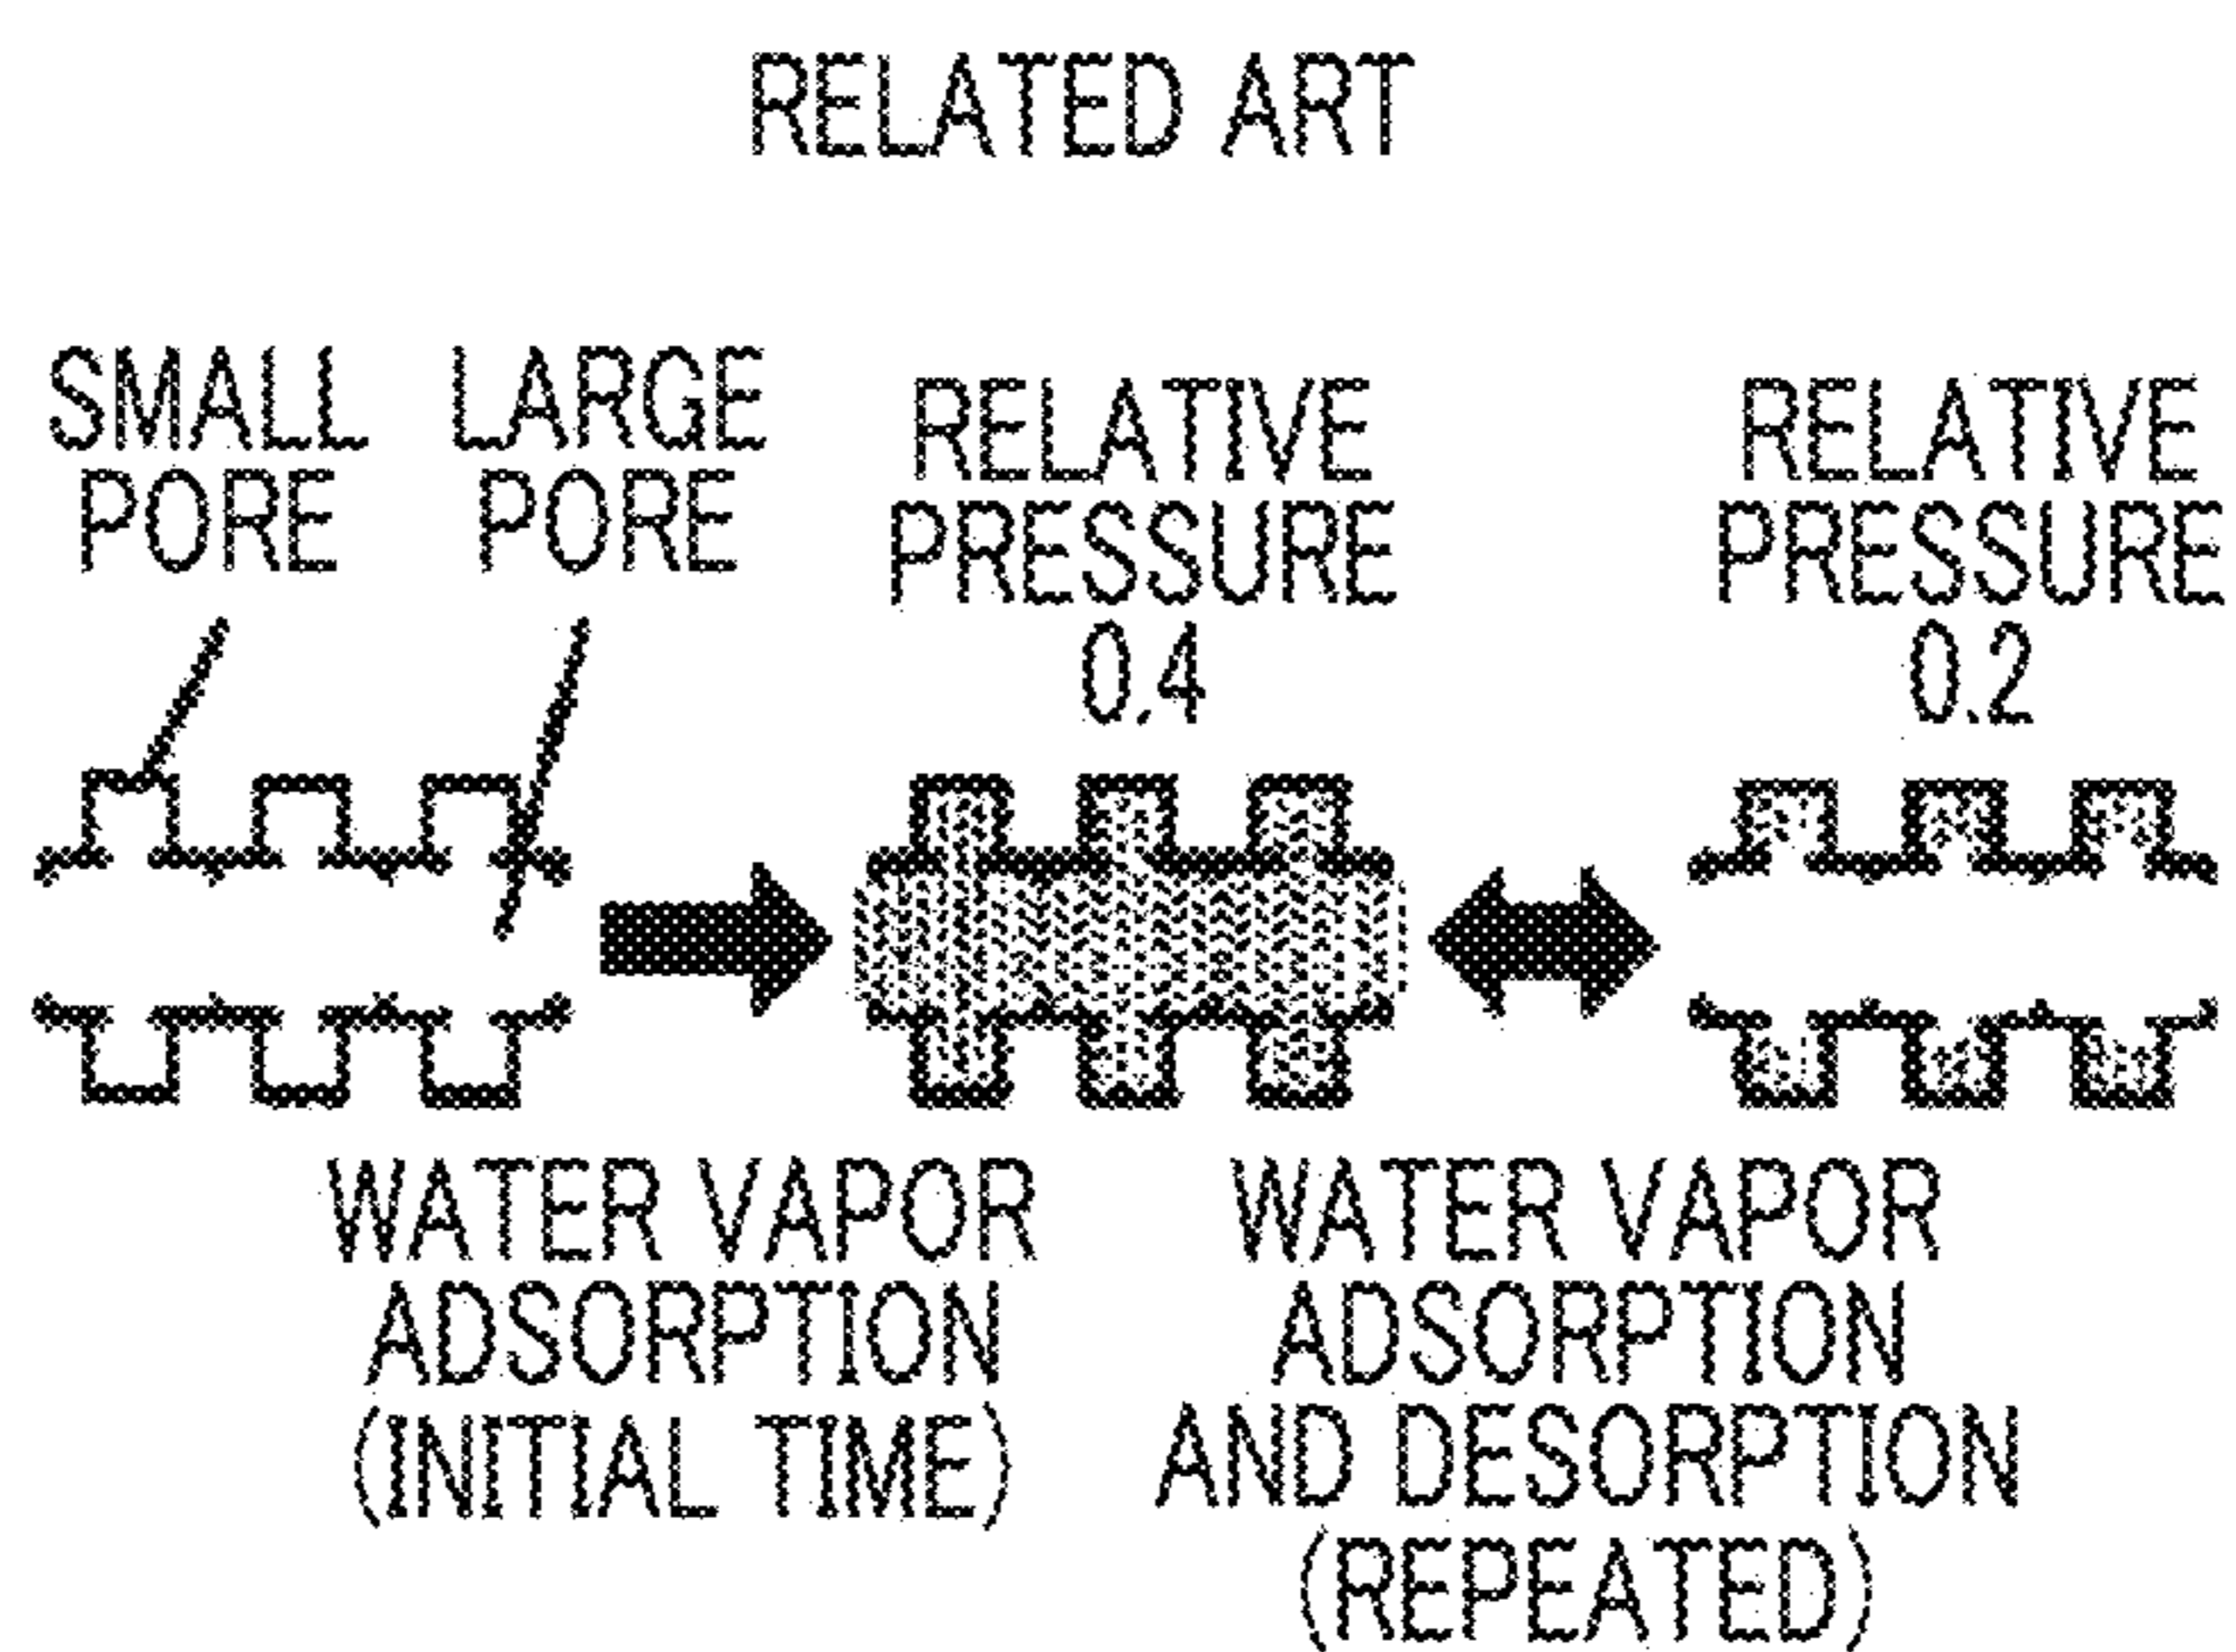 RELATED ART
SMALL
PORE
LARGE
PORE
RELATIVE
PRESSURE
0.4
RELATIVE
PRESSURE
0.2
WATER VAPOR
ADSORPTION
(INITIAL TIME)
WATER VAPOR
ADSORPTION
AND DESORPTION
(REPEATED)